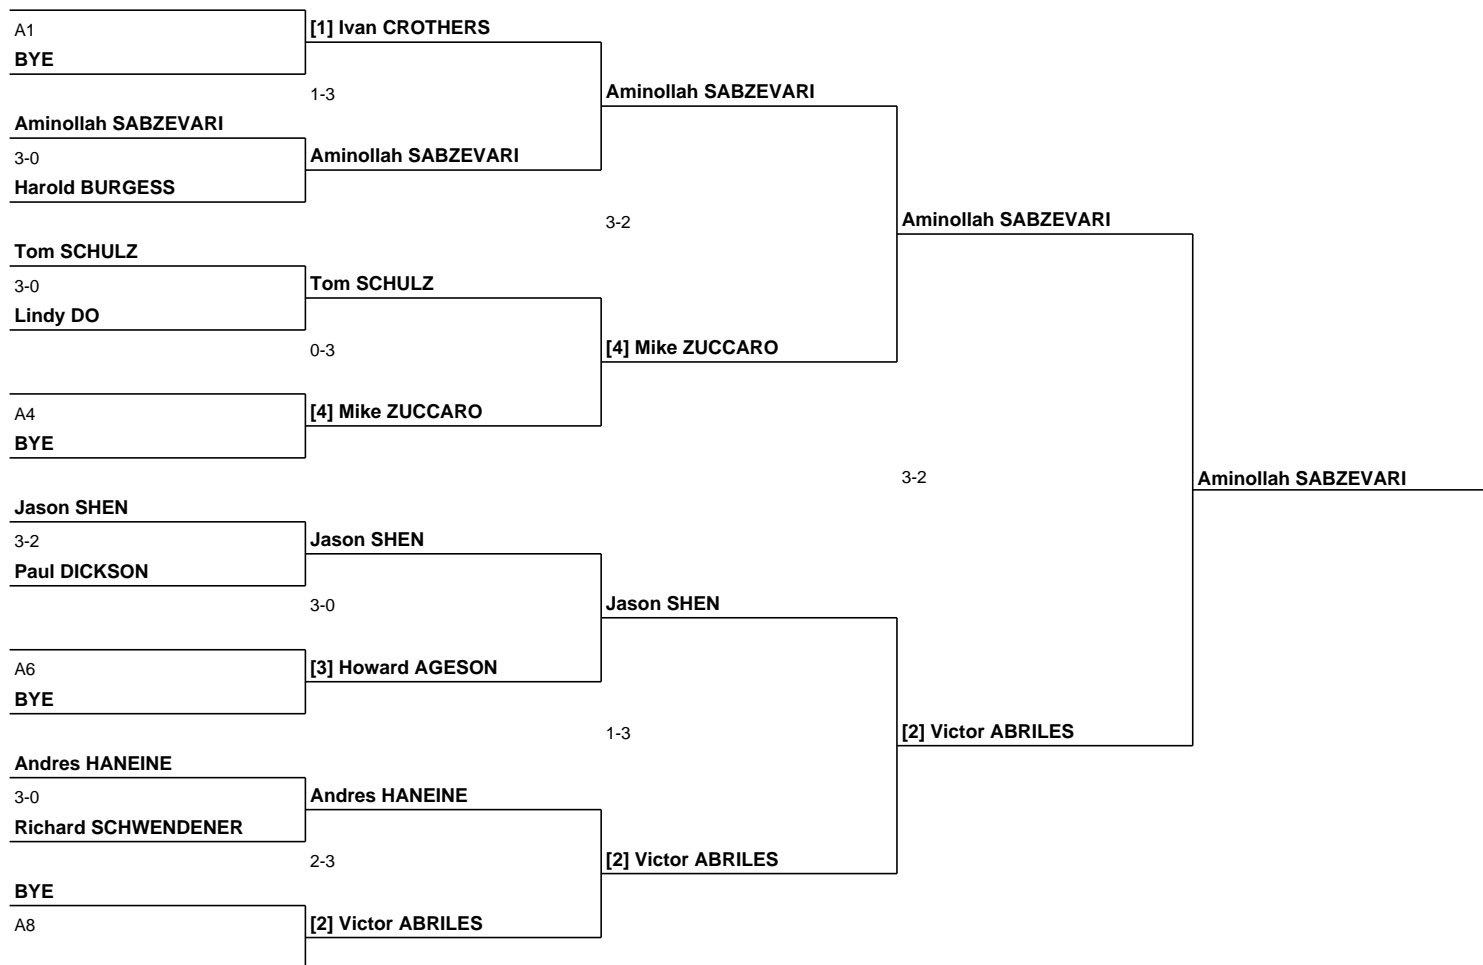 A1
BYE
[1] Ivan CROTHERS
1-3
Aminollah SABZEVARI
3-0
Harold BURGESS
Aminollah SABZEVARI
Aminollah SABZEVARI
3-2
Tom SCHULZ
3-0
Lindy DO
Tom SCHULZ
0-3
A4
BYE
[4] Mike ZUCCARO
[4] Mike ZUCCARO
Aminollah SABZEVARI
3-2
Jason SHEN
3-2
Paul DICKSON
Jason SHEN
3-0
A6
BYE
[3] Howard AGESON
Jason SHEN
1-3
Andres HANEINE
3-0
Richard SCHWENDENER
Andres HANEINE
2-3
BYE
A8
[2] Victor ABRILES
[2] Victor ABRILES
[2] Victor ABRILES
Aminollah SABZEVARI